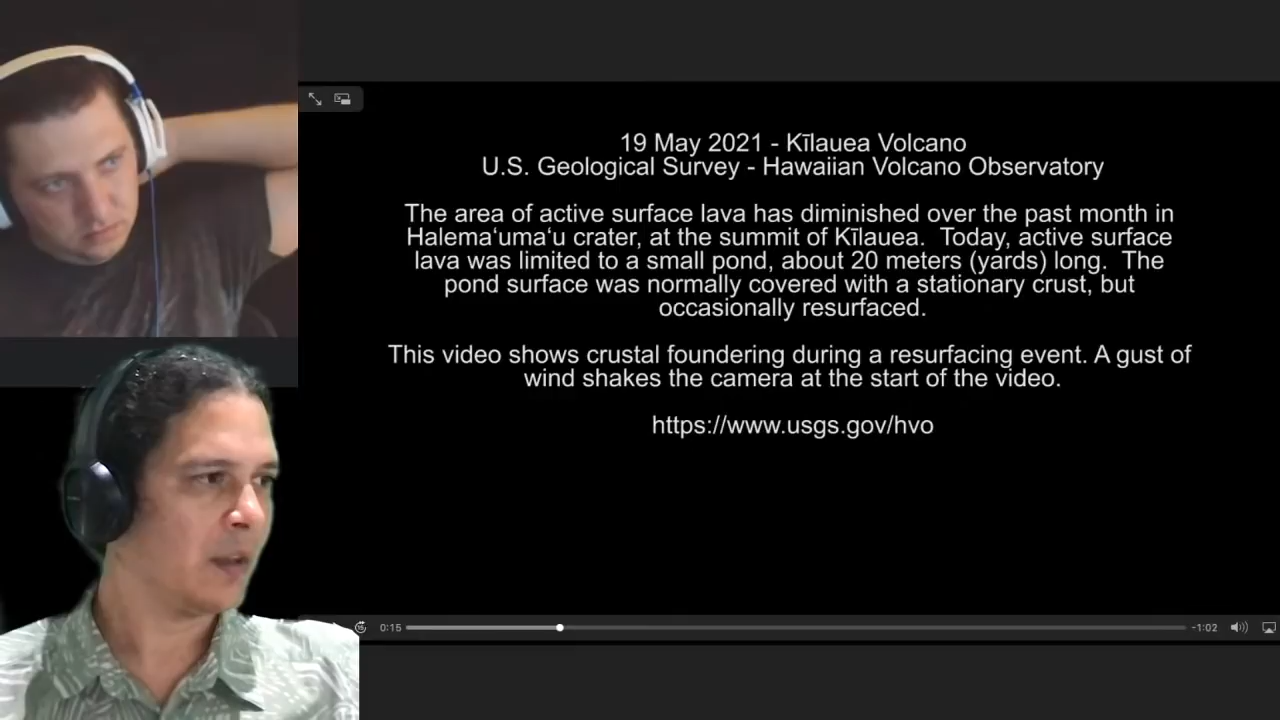 19 May 2021 - Kīlauea Volcano
U.S. Geological Survey - Hawaiian Volcano Observatory
The area of active surface lava has diminished over the past month in
Halemaʻumaʻu crater, at the summit of Kīlauea.  Today, active surface
lava was limited to a small pond, about 20 meters (yards) long.  The
pond surface was normally covered with a stationary crust, but
occasionally resurfaced.
This video shows crustal foundering during a resurfacing event. A gust of
wind shakes the camera at the start of the video.
https://www.usgs.gov/hvo
15 0:15 -1:02